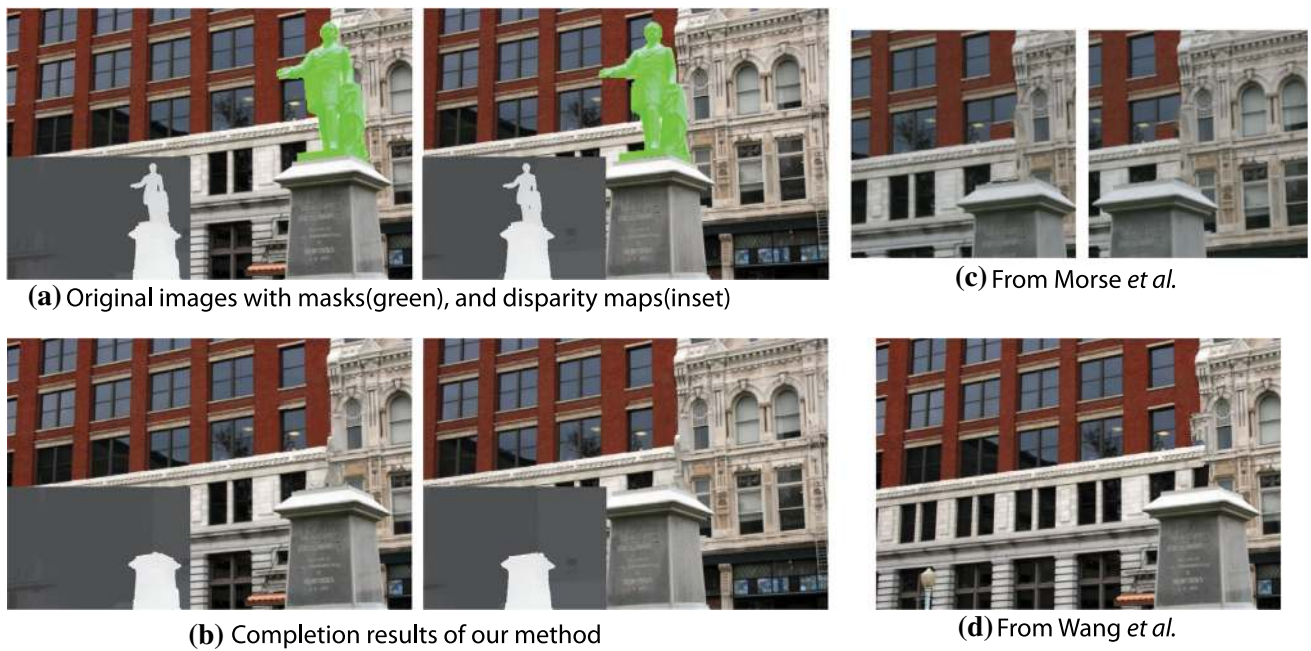 (a) Original images with masks(green), and disparity maps(inset)
(c) From Morse et al.
(b) Completion results of our method
(d) From Wang et al.